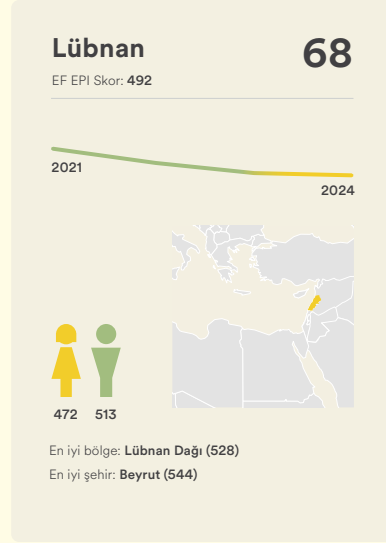 Lübnan
68
EF EPI Skor: 492
2021
2024
472 513
En iyi bölge: Lübnan Dağı (528)
En iyi şehir: Beyrut (544)